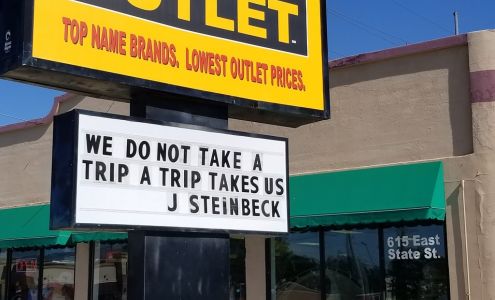 OUTLET
TOP NAME BRANDS. LOWEST OUTLET PRICES.
WE DO NOT TAKE A
TRIP A TRIP TAKES US
J STEiNBECK
615 East
State St.